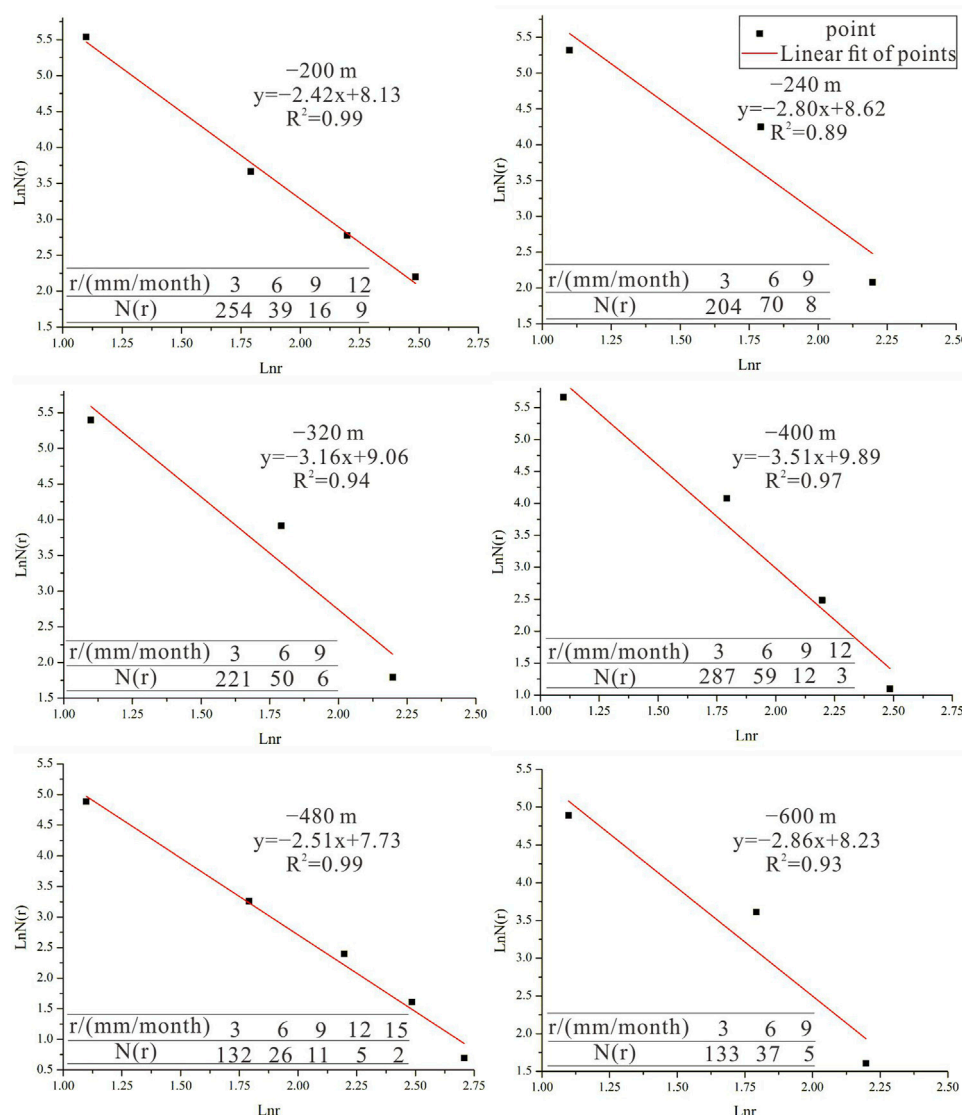 5.5
5.0
4.5
4.0
3.5
3.0
2.5
2.0
1.5
LnN(r)
−200 m
y=−2.42x+8.13
R²=0.99
r/(mm/month) 3 6 9 12
N(r) 254 39 16 9
1.00 1.25 1.50 1.75 2.00 2.25 2.50 2.75
Lnr
point
Linear fit of points
5.5
5.0
4.5
4.0
3.5
3.0
2.5
2.0
1.5
LnN(r)
−240 m
y=−2.80x+8.62
R²=0.89
r/(mm/month) 3 6 9
N(r) 204 70 8
1.00 1.25 1.50 1.75 2.00 2.25 2.50
Lnr
5.5
5.0
4.5
4.0
3.5
3.0
2.5
2.0
1.5
LnN(r)
−320 m
y=−3.16x+9.06
R²=0.94
r/(mm/month) 3 6 9
N(r) 221 50 6
1.00 1.25 1.50 1.75 2.00 2.25 2.50
Lnr
5.5
5.0
4.5
4.0
3.5
3.0
2.5
2.0
1.5
1.0
LnN(r)
−400 m
y=−3.51x+9.89
R²=0.97
r/(mm/month) 3 6 9 12
N(r) 287 59 12 3
1.00 1.25 1.50 1.75 2.00 2.25 2.50 2.75
Lnr
5.5
5.0
4.5
4.0
3.5
3.0
2.5
2.0
1.5
1.0
0.5
LnN(r)
−480 m
y=−2.51x+7.73
R²=0.99
r/(mm/month) 3 6 9 12 15
N(r) 132 26 11 5 2
1.00 1.25 1.50 1.75 2.00 2.25 2.50 2.75
Lnr
5.5
5.0
4.5
4.0
3.5
3.0
2.5
2.0
1.5
LnN(r)
−600 m
y=−2.86x+8.23
R²=0.93
r/(mm/month) 3 6 9
N(r) 133 37 5
1.00 1.25 1.50 1.75 2.00 2.25 2.50
Lnr